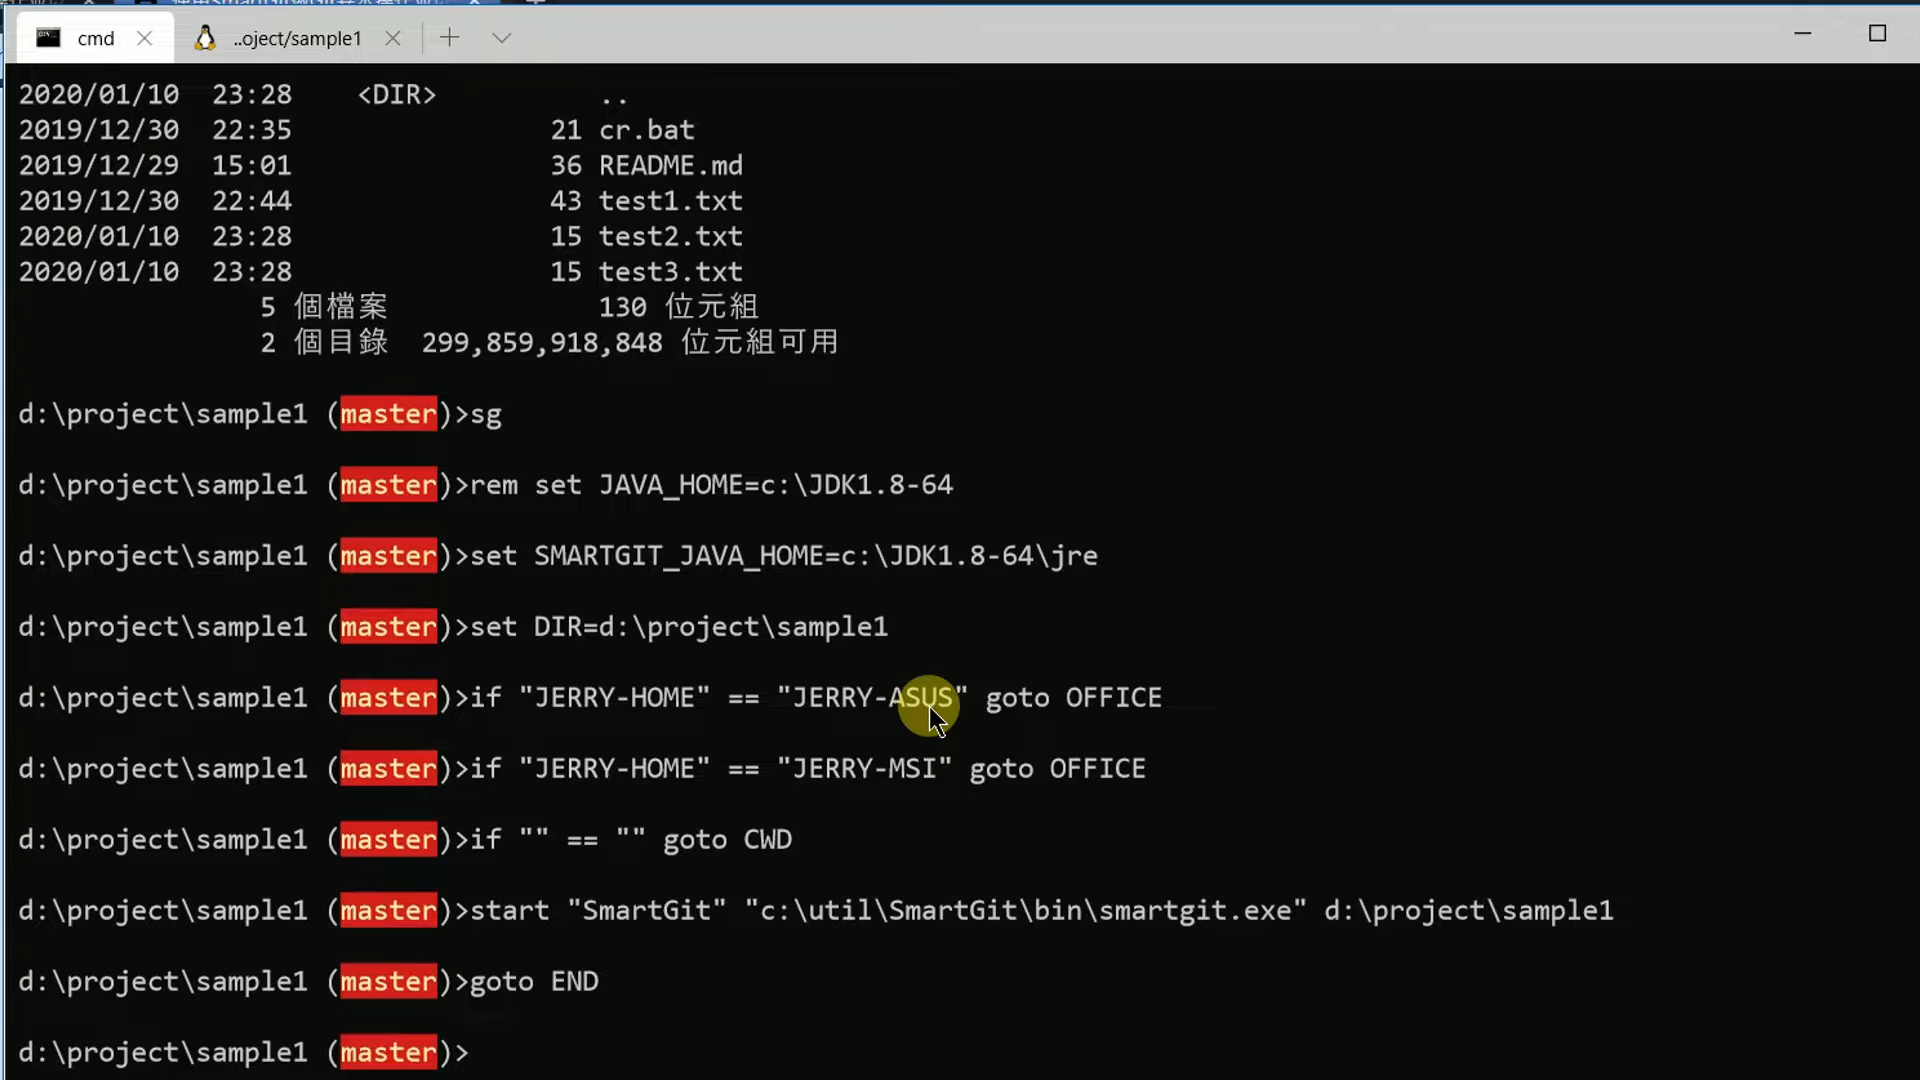 cmd
..oject/sample1
2020/01/10  23:28    <DIR>          ..
2019/12/30  22:35                21 cr.bat
2019/12/29  15:01                36 README.md
2019/12/30  22:44                43 test1.txt
2020/01/10  23:28                15 test2.txt
2020/01/10  23:28                15 test3.txt
5 個檔案             130 位元組
2 個目錄  299,859,918,848 位元組可用
d:\project\sample1 (master)>sg
d:\project\sample1 (master)>rem set JAVA_HOME=c:\JDK1.8-64
d:\project\sample1 (master)>set SMARTGIT_JAVA_HOME=c:\JDK1.8-64\jre
d:\project\sample1 (master)>set DIR=d:\project\sample1
d:\project\sample1 (master)>if "JERRY-HOME" == "JERRY-ASUS" goto OFFICE
d:\project\sample1 (master)>if "JERRY-HOME" == "JERRY-MSI" goto OFFICE
d:\project\sample1 (master)>if "" == "" goto CWD
d:\project\sample1 (master)>start "SmartGit" "c:\util\SmartGit\bin\smartgit.exe" d:\project\sample1
d:\project\sample1 (master)>goto END
d:\project\sample1 (master)>